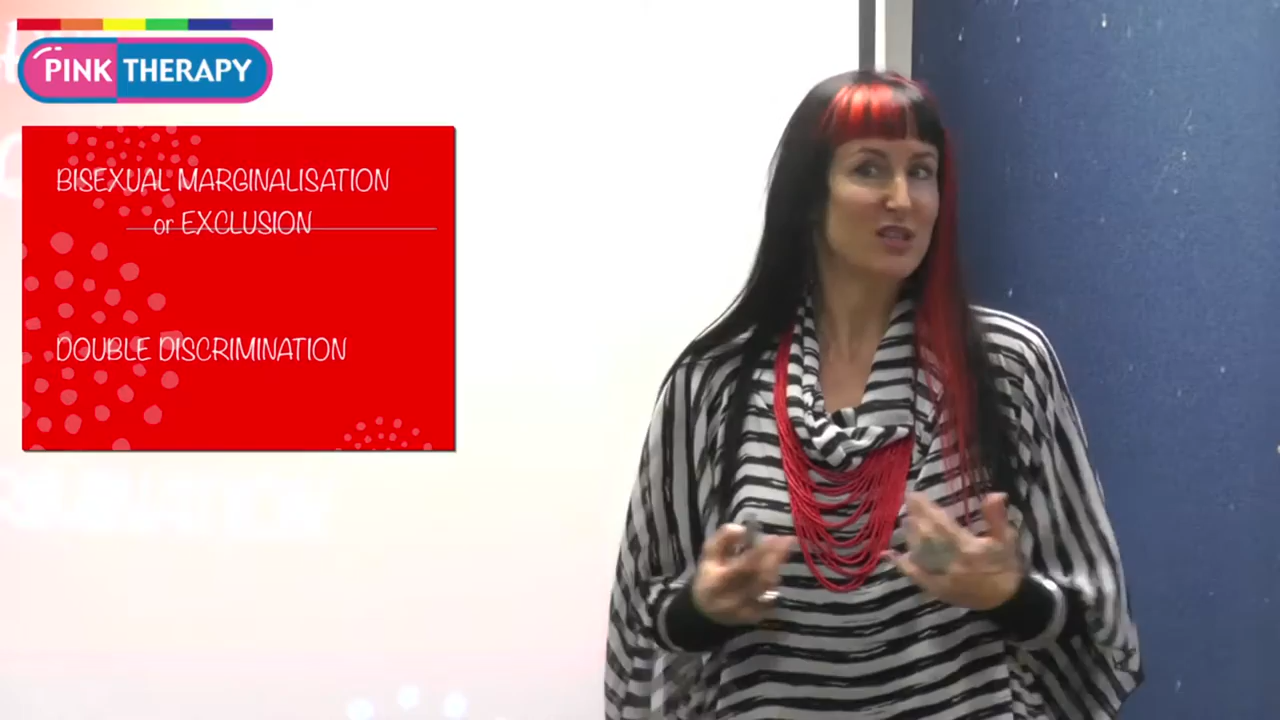 PINK THERAPY
BISEXUAL MARGINALISATION
or EXCLUSION
DOUBLE DISCRIMINATION